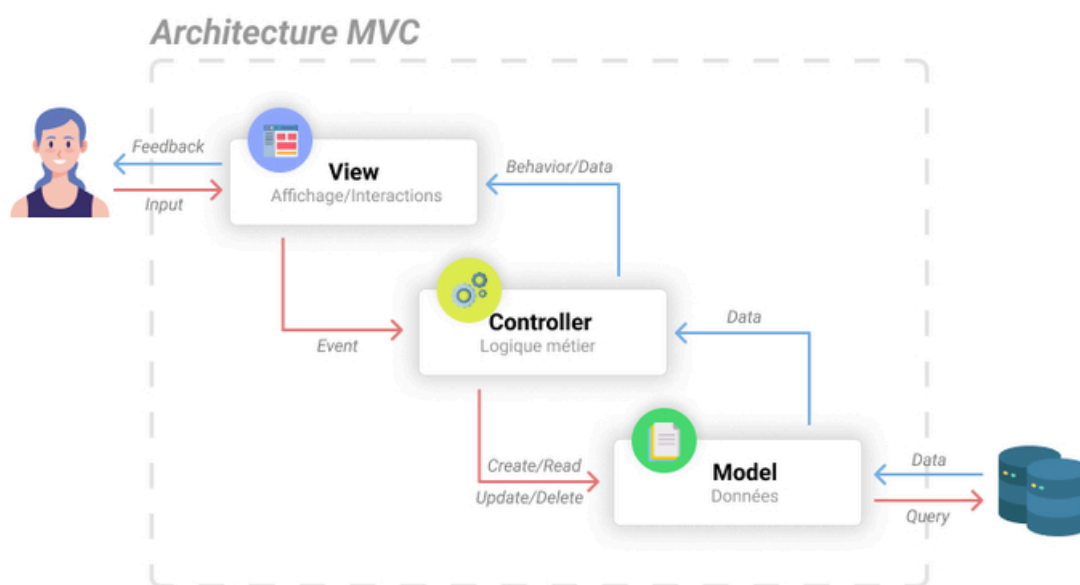 Architecture MVC
Feedback
Input
View
Affichage/Interactions
Behavior/Data
Event
Controller
Logique métier
Data
Create/Read
Update/Delete
Model
Données
Data
Query